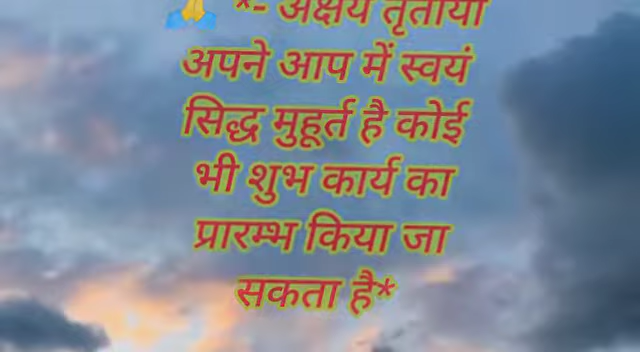 🙏 *- अक्षय तृतीया
अपने आप में स्वयं
सिद्ध मुहूर्त है कोई
भी शुभ कार्य का
प्रारम्भ किया जा
सकता है*